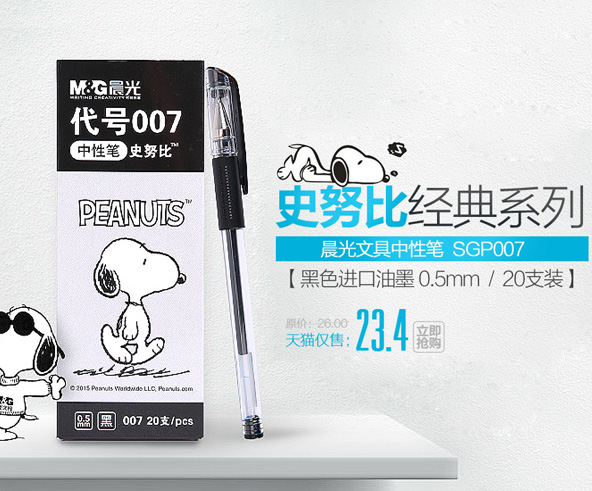 M&G晨光
WRITING CREATIVITY
代号007
中性笔 史努比™
PEANUTS™
© 2015 Peanuts Worldwide LLC, Peanuts.com
0.5mm 黑 007 20支/pcs
Z
史努比经典系列
晨光文具中性笔 SGP007
【 黑色进口油墨 0.5mm / 20支装 】
原价: 26.00
天猫仅售: 23.4 立即抢购